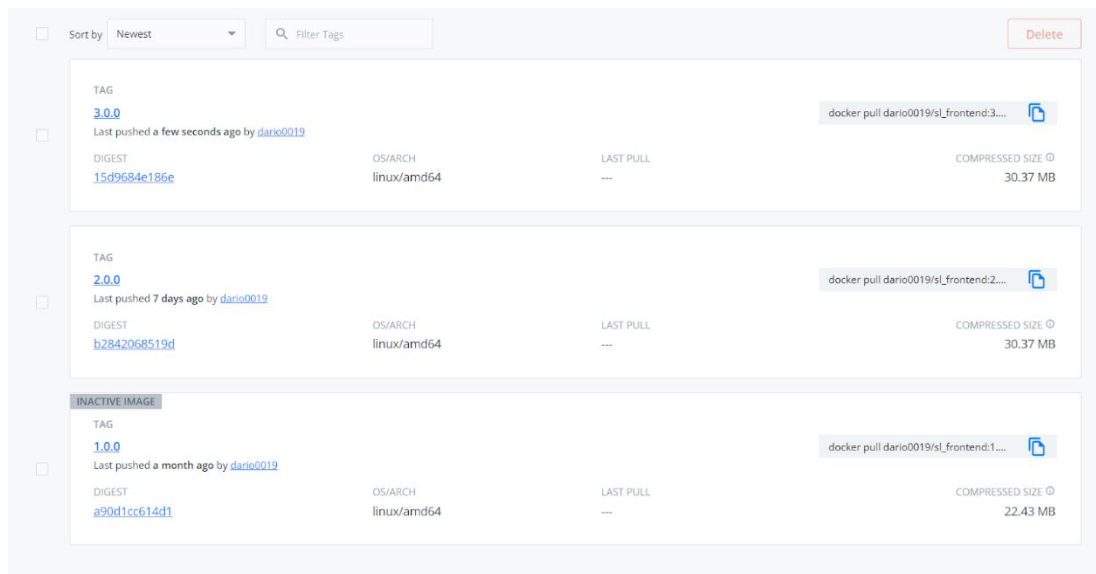 Sort by Newest Filter Tags Delete
TAG
3.0.0 docker pull dario0019/sl_frontend:3....
Last pushed a few seconds ago by dario0019
DIGEST OS/ARCH LAST PULL COMPRESSED SIZE
15d9684e186e linux/amd64 --- 30.37 MB
TAG
2.0.0 docker pull dario0019/sl_frontend:2....
Last pushed 7 days ago by dario0019
DIGEST OS/ARCH LAST PULL COMPRESSED SIZE
b2842068519d linux/amd64 --- 30.37 MB
INACTIVE IMAGE
TAG
1.0.0 docker pull dario0019/sl_frontend:1....
Last pushed a month ago by dario0019
DIGEST OS/ARCH LAST PULL COMPRESSED SIZE
a90d1cc614d1 linux/amd64 --- 22.43 MB